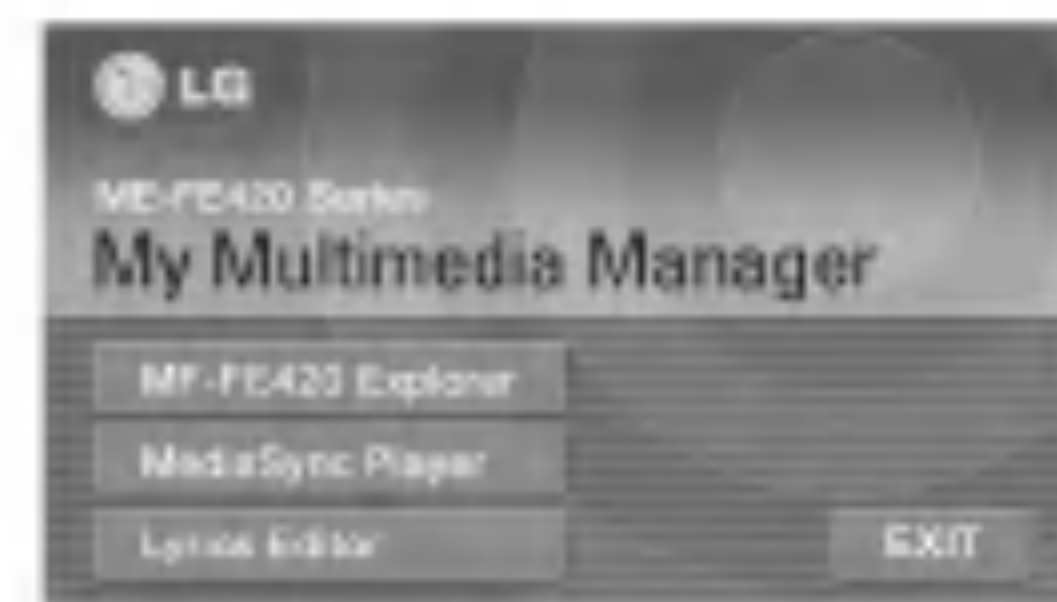 LG
MF-FE420 Series
My Multimedia Manager
MF-FE420 Explorer
MediaSync Player
Lyrics Editor
EXIT